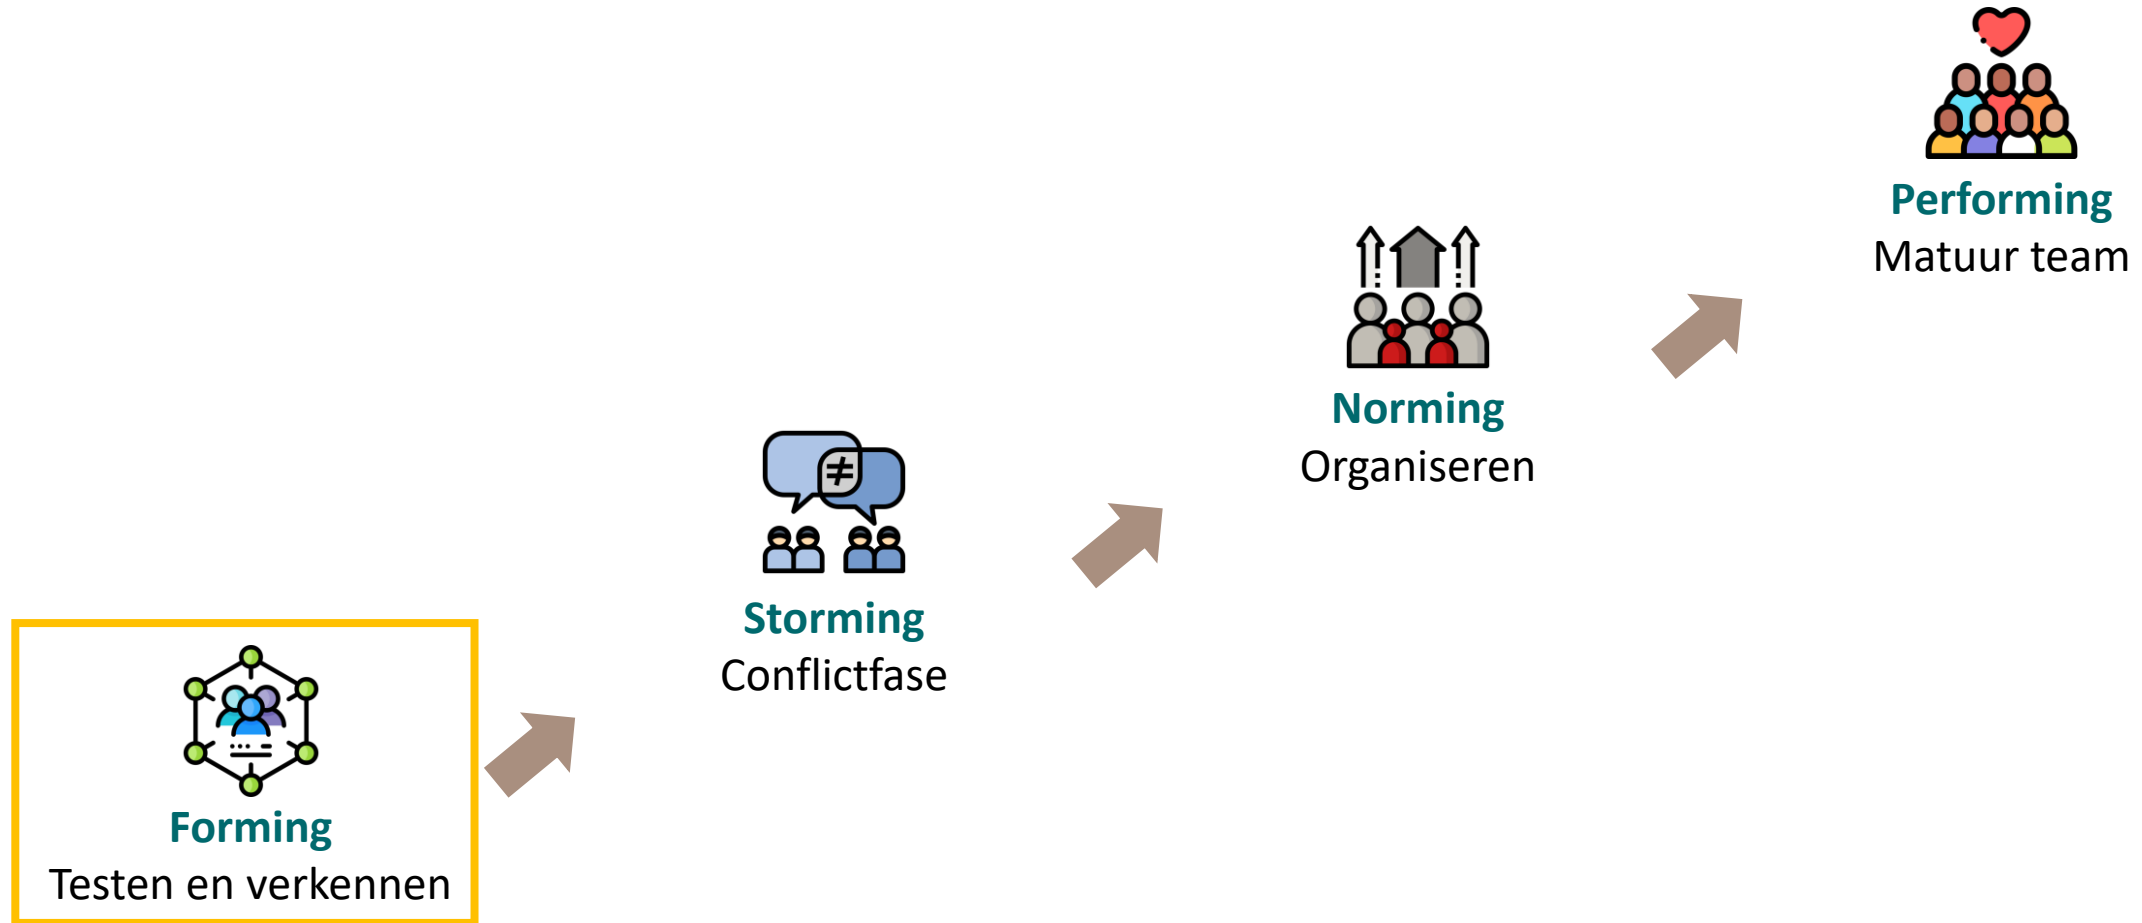 Forming
Testen en verkennen
Storming
Conflictfase
≠
Norming
Organiseren
Performing
Matuur team